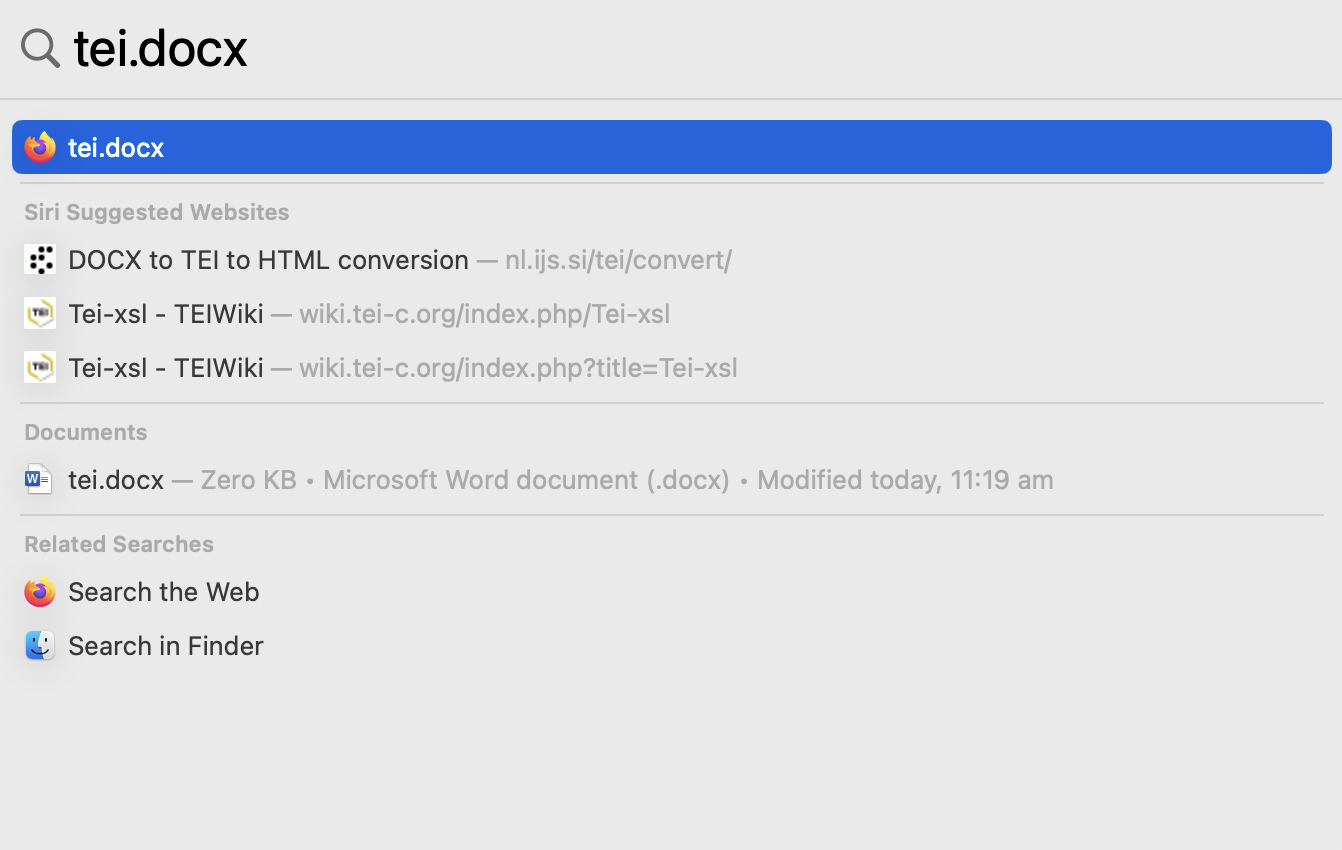 tei.docx
tei.docx
Siri Suggested Websites
DOCX to TEI to HTML conversion — nl.ijs.si/tei/convert/
Tei-xsl - TEIWiki — wiki.tei-c.org/index.php/Tei-xsl
Tei-xsl - TEIWiki — wiki.tei-c.org/index.php?title=Tei-xsl
Documents
tei.docx — Zero KB • Microsoft Word document (.docx) • Modified today, 11:19 am
Related Searches
Search the Web
Search in Finder